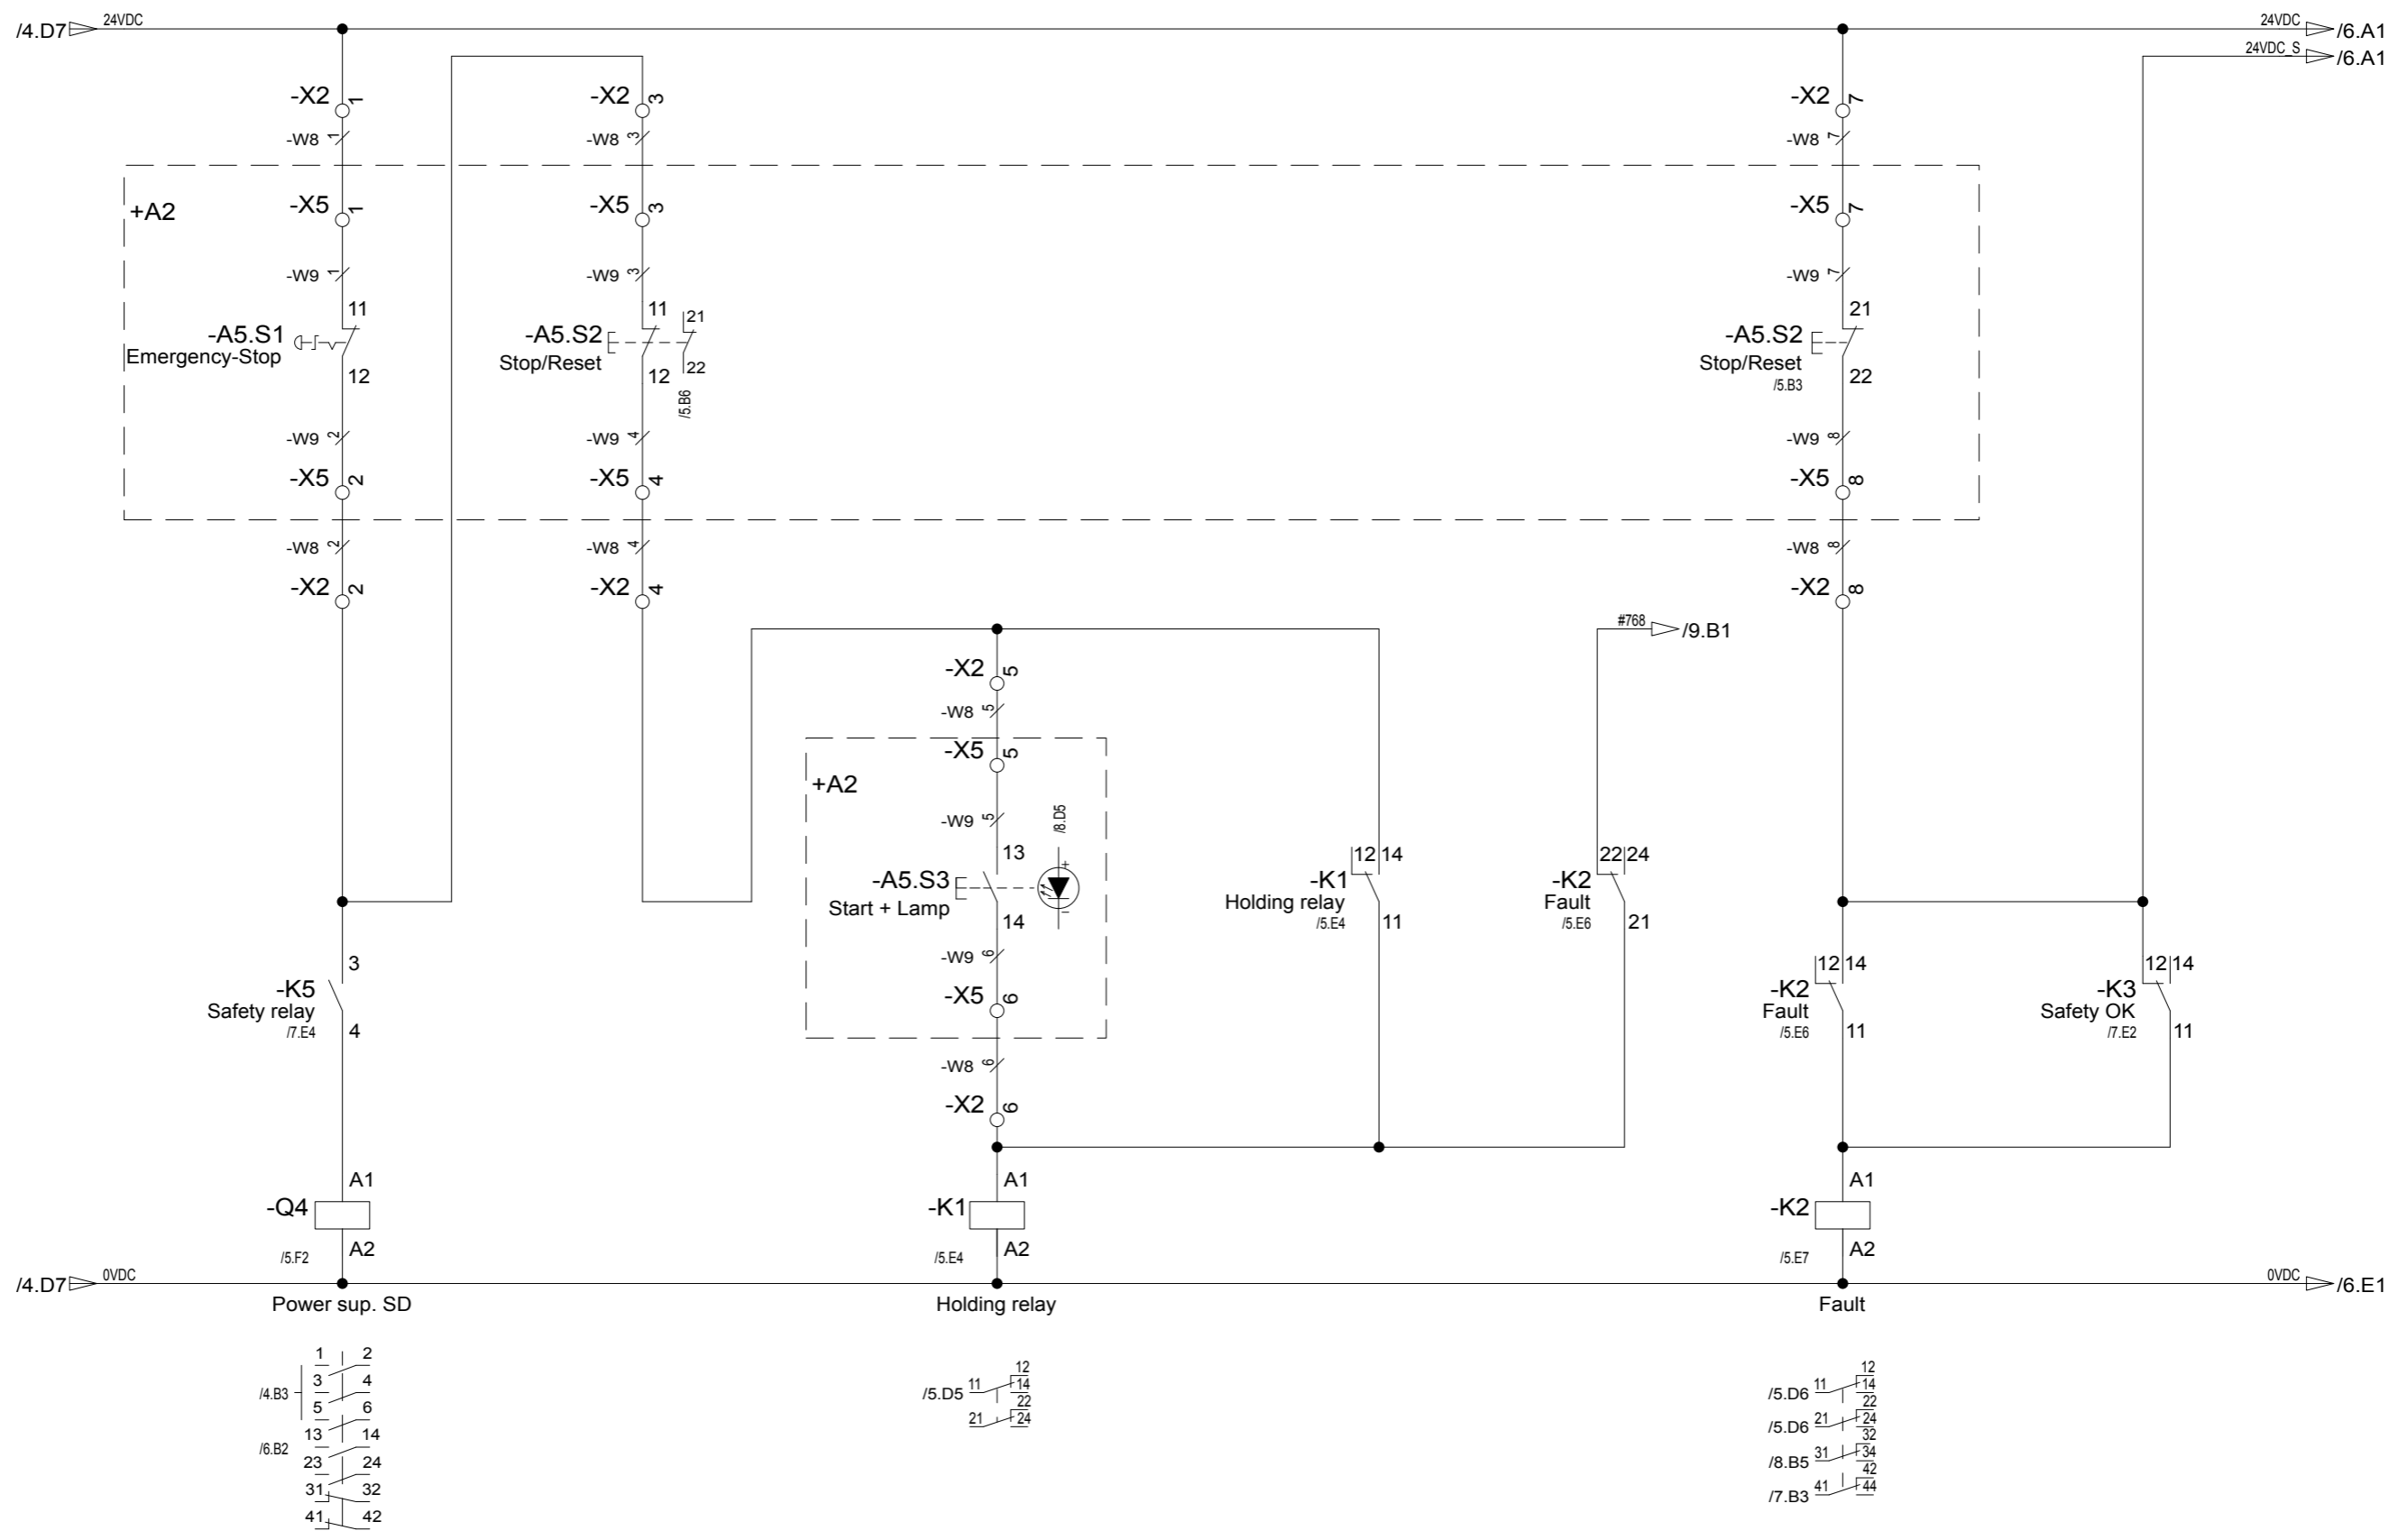 /4.D7 24VDC 24VDC /6.A1
24VDC_S /6.A1
-X2 1 -X2 3 -X2 7
-W8 1 -W8 3 -W8 7
+A2 -X5 1 -X5 3 -X5 7
-W9 1 -W9 3 -W9 7
11 11 21 21
-A5.S1 -A5.S2 -A5.S2
Emergency-Stop Stop/Reset Stop/Reset
12 12 22 /5.B6 /5.B3 22
-W9 2 -W9 4 -W9 8
-X5 2 -X5 4 -X5 8
-W8 2 -W8 4 -W8 8
-X2 2 -X2 4 -X2 8
#768 /9.B1
-X2 5
-W8 5
-X5 5
+A2
-W9 5 /8.D5
13 12 14 22 24
-A5.S3 + -K1 -K2
Start + Lamp Holding relay Fault
14 − /5.E4 11 /5.E6 21
-W9 6
3 12 14 12 14
-K5 -X5 6 -K2 -K3
Safety relay Fault Safety OK
/7.E4 4 /5.E6 11 /7.E2 11
-W8 6
-X2 6
A1 A1 A1
-Q4 -K1 -K2
/5.F2 A2 /5.E4 A2 /5.E7 A2
/4.D7 0VDC 0VDC /6.E1
Power sup. SD Holding relay Fault
1 2
3 4
/4.B3
5 6
13 14
/6.B2
23 24
31 32
41 42
12
/5.D5 11 14
22
21 24
12
/5.D6 11 14
22
/5.D6 21 24
32
/8.B5 31 34
42
/7.B3 41 44